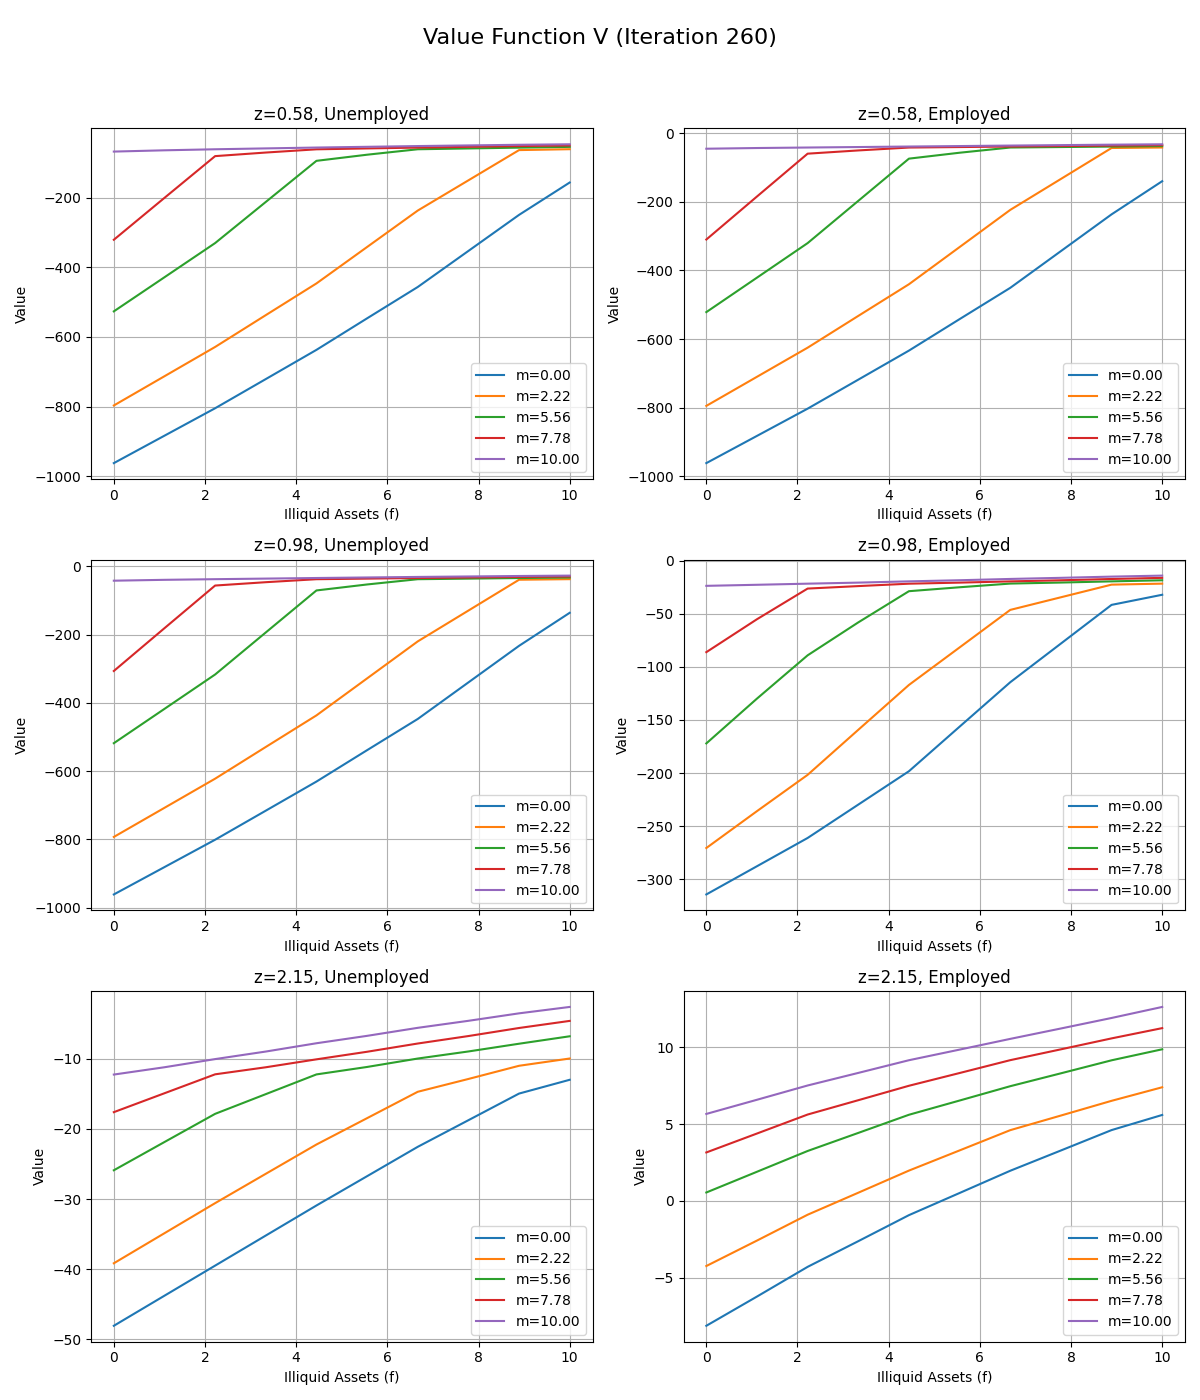 Value Function V (Iteration 260)
z=0.58, Unemployed
Value
−200
−400
−600
−800
−1000
0 2 4 6 8 10
Illiquid Assets (f)
m=0.00
m=2.22
m=5.56
m=7.78
m=10.00
z=0.58, Employed
Value
0
−200
−400
−600
−800
−1000
0 2 4 6 8 10
Illiquid Assets (f)
m=0.00
m=2.22
m=5.56
m=7.78
m=10.00
z=0.98, Unemployed
Value
0
−200
−400
−600
−800
−1000
0 2 4 6 8 10
Illiquid Assets (f)
m=0.00
m=2.22
m=5.56
m=7.78
m=10.00
z=0.98, Employed
Value
0
−50
−100
−150
−200
−250
−300
0 2 4 6 8 10
Illiquid Assets (f)
m=0.00
m=2.22
m=5.56
m=7.78
m=10.00
z=2.15, Unemployed
Value
−10
−20
−30
−40
−50
0 2 4 6 8 10
Illiquid Assets (f)
m=0.00
m=2.22
m=5.56
m=7.78
m=10.00
z=2.15, Employed
Value
10
5
0
−5
0 2 4 6 8 10
Illiquid Assets (f)
m=0.00
m=2.22
m=5.56
m=7.78
m=10.00